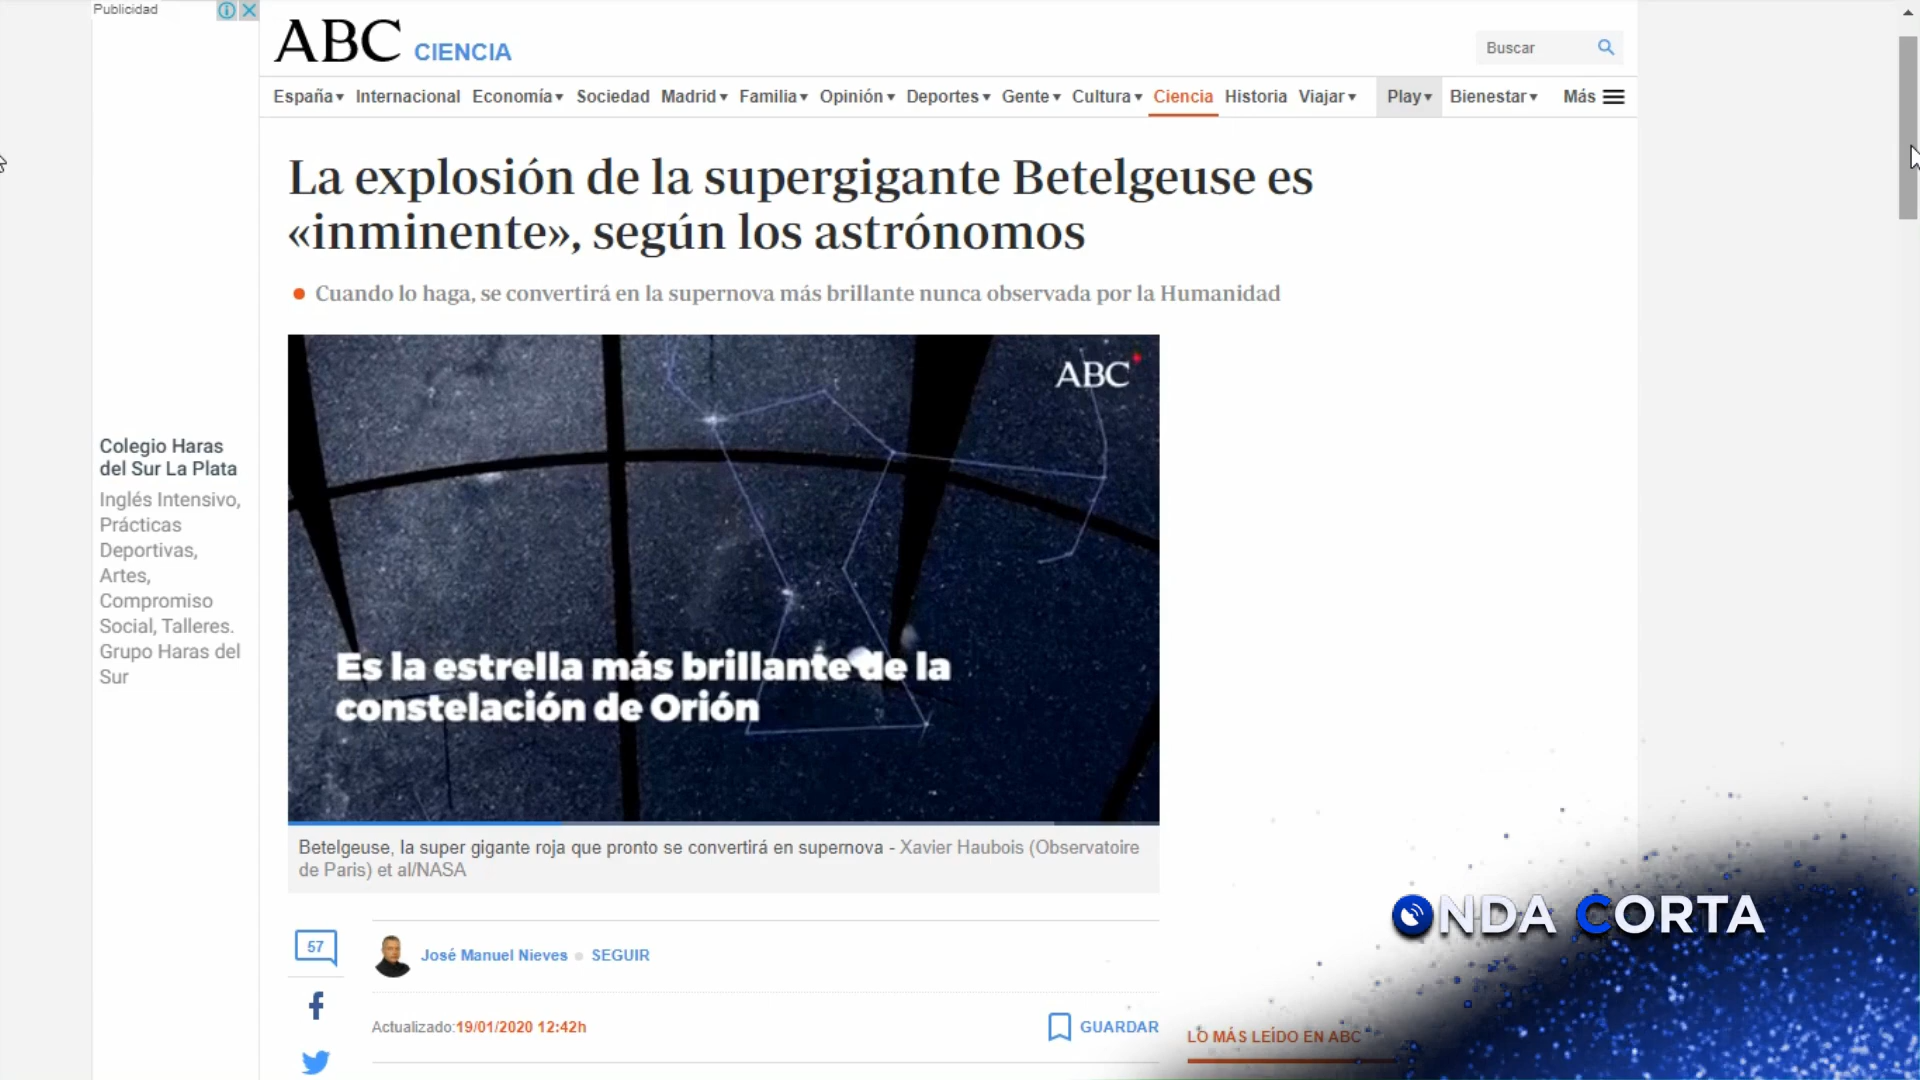 Publicidad
ABC CIENCIA
Buscar
España Internacional Economía Sociedad Madrid Familia Opinión Deportes Gente Cultura Ciencia Historia Viajar Play Bienestar Más
La explosión de la supergigante Betelgeuse es
«inminente», según los astrónomos
Cuando lo haga, se convertirá en la supernova más brillante nunca observada por la Humanidad
ABC
Colegio Haras
del Sur La Plata
Inglés Intensivo,
Prácticas
Deportivas,
Artes,
Compromiso
Social, Talleres.
Grupo Haras del
Sur
Es la estrella más brillante de la
constelación de Orión
Betelgeuse, la super gigante roja que pronto se convertirá en supernova - Xavier Haubois (Observatoire
de Paris) et al/NASA
57
José Manuel Nieves SEGUIR
Actualizado:19/01/2020 12:42h
GUARDAR
LO MÁS LEÍDO EN ABC
ONDA CORTA